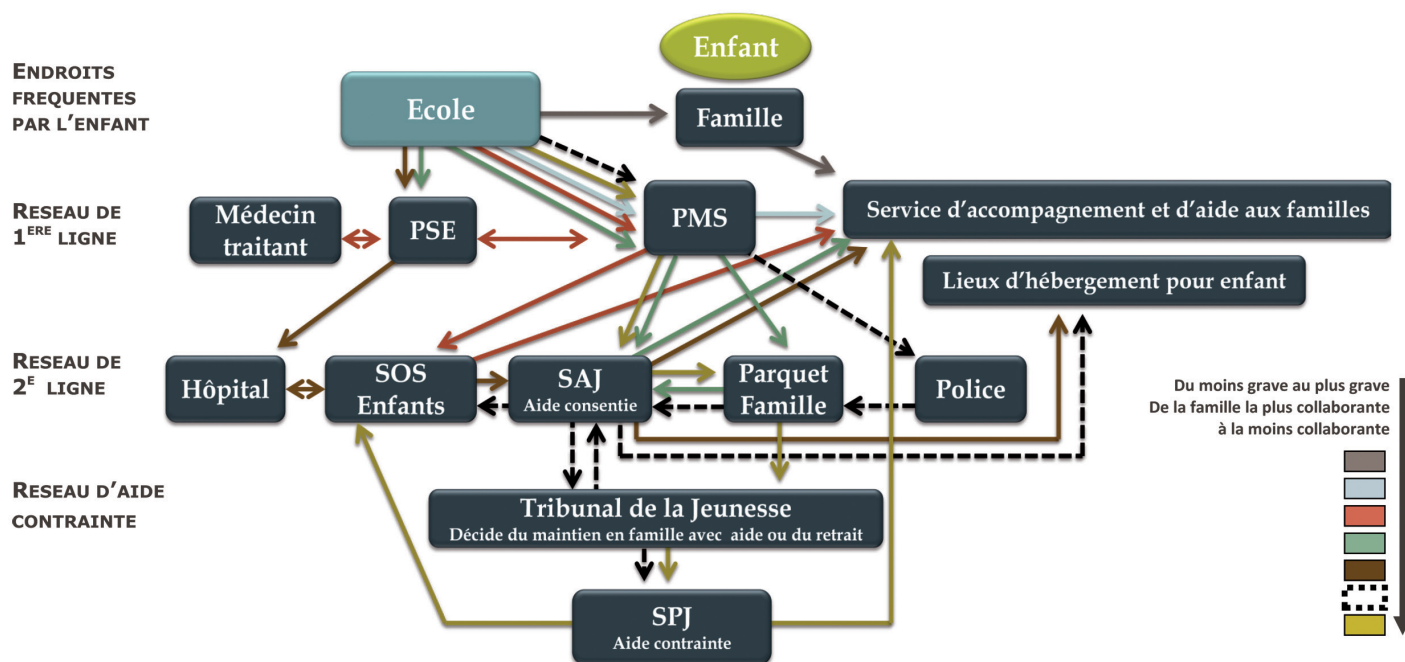 Enfant
ENDROITS
FREQUENTES
PAR L'ENFANT
Ecole
Famille
RESEAU DE
1ERE LIGNE
Médecin
traitant
PSE
PMS
Service d'accompagnement et d'aide aux familles
Lieux d'hébergement pour enfant
RESEAU DE
2E LIGNE
Hôpital
SOS
Enfants
SAJ
Aide consentie
Parquet
Famille
Police
Du moins grave au plus grave
De la famille la plus collaborante
à la moins collaborante
RESEAU D'AIDE
CONTRAINTE
Tribunal de la Jeunesse
Décide du maintien en famille avec aide ou du retrait
SPJ
Aide contrainte